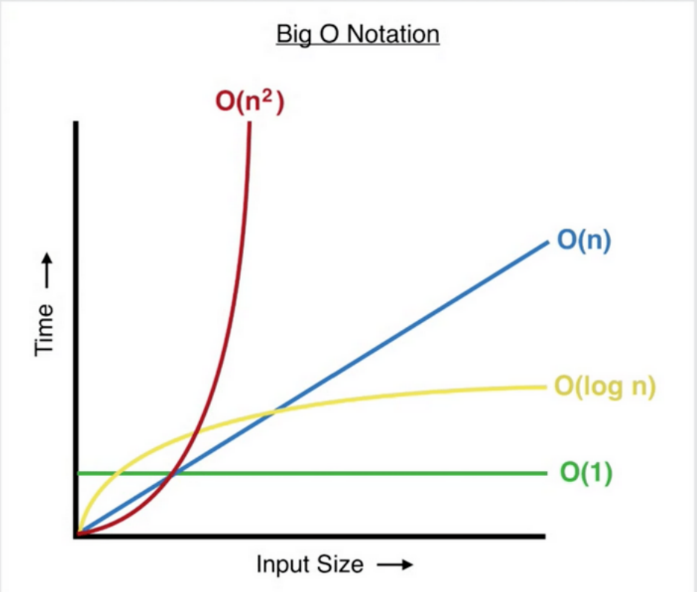 Big O Notation
O(n²)
O(n)
Time →
O(log n)
O(1)
Input Size →